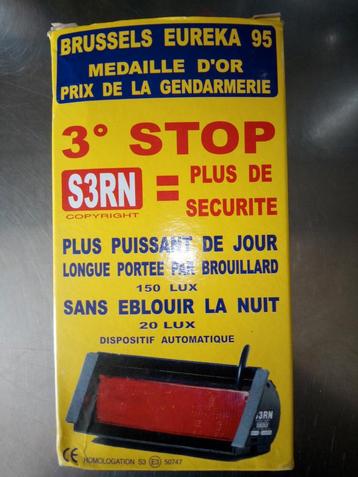 BRUSSELS EUREKA 95
MEDAILLE D'OR
PRIX DE LA GENDARMERIE
3° STOP
S3RN = PLUS DE
COPYRIGHT SECURITE
PLUS PUISSANT DE JOUR
LONGUE PORTEE PAR BROUILLARD
150 LUX
SANS EBLOUIR LA NUIT
20 LUX
DISPOSITIF AUTOMATIQUE
S3RN
CE HOMOLOGATION S3 E3 50747